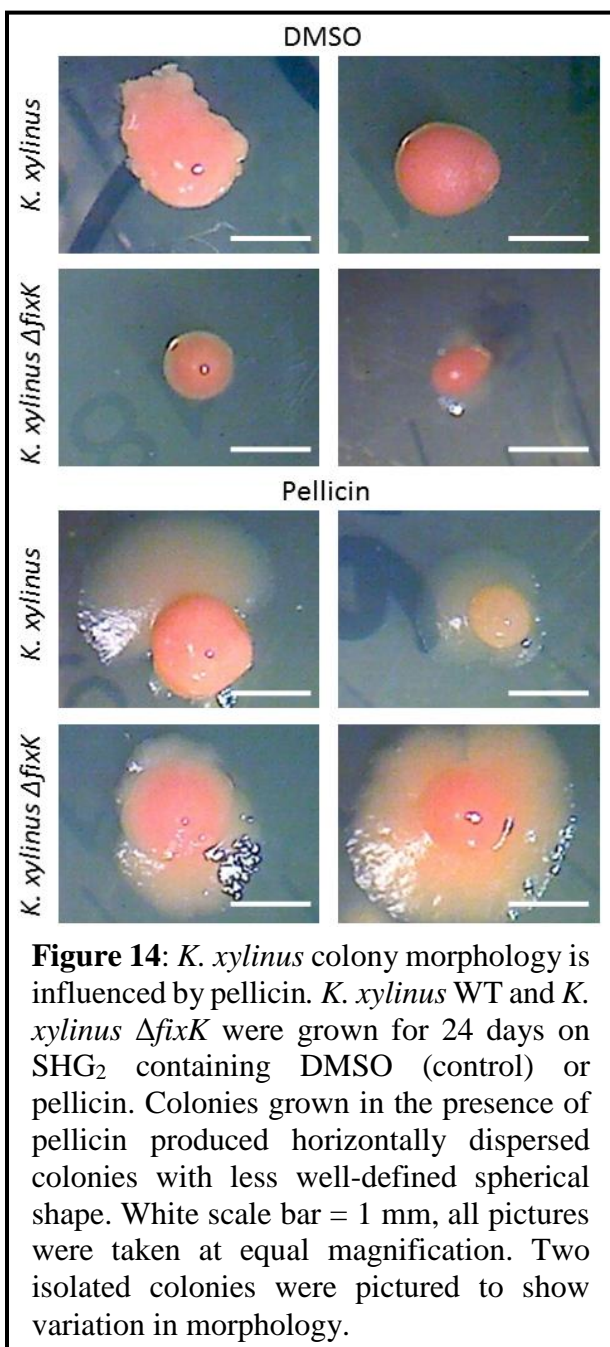 DMSO
K. xylinus
K. xylinus ΔfixK
Pellicin
K. xylinus
K. xylinus ΔfixK
Figure 14: K. xylinus colony morphology is
influenced by pellicin. K. xylinus WT and K.
xylinus ΔfixK were grown for 24 days on
SHG₂ containing DMSO (control) or
pellicin. Colonies grown in the presence of
pellicin produced horizontally dispersed
colonies with less well-defined spherical
shape. White scale bar = 1 mm, all pictures
were taken at equal magnification. Two
isolated colonies were pictured to show
variation in morphology.